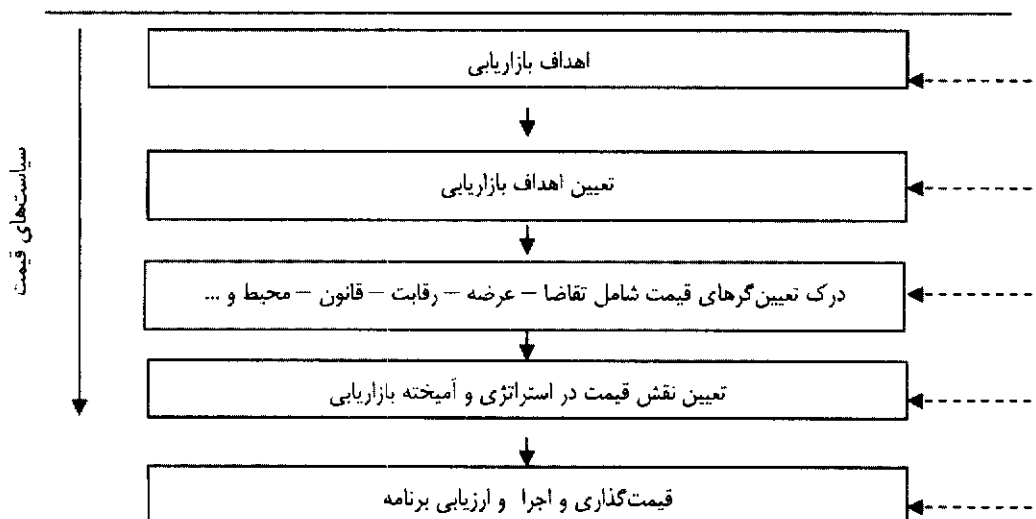 اهداف بازاریابی
تعیین اهداف بازاریابی
درک تعیین‌گرهای قیمت شامل تقاضا – عرضه – رقابت – قانون – محیط و ...
تعیین نقش قیمت در استراتژی و آمیخته بازاریابی
قیمت‌گذاری و اجرا و ارزیابی برنامه
سیاست‌های قیمت